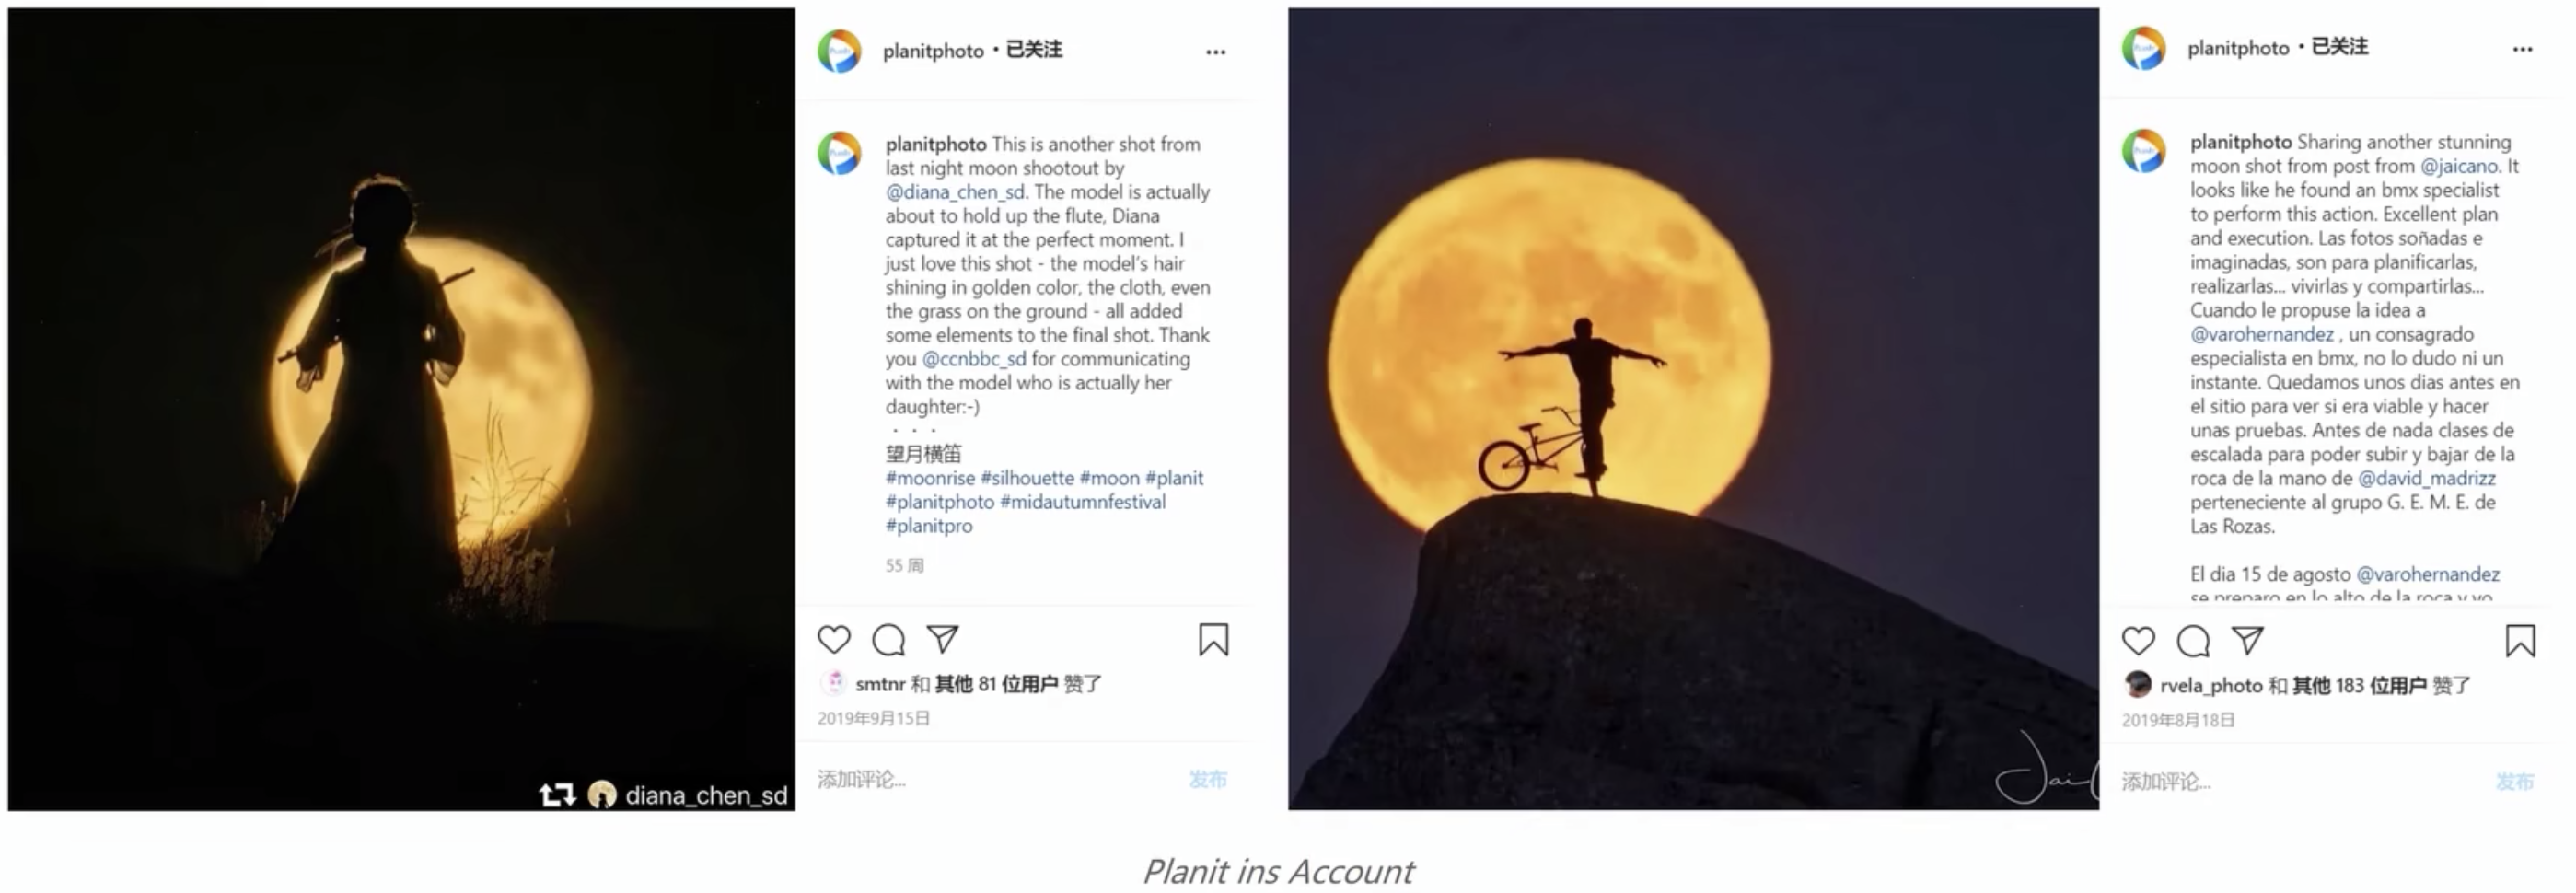 planitphoto • 已关注
planitphoto This is another shot from
last night moon shootout by
@diana_chen_sd. The model is actually
about to hold up the flute, Diana
captured it at the perfect moment. I
just love this shot - the model's hair
shining in golden color, the cloth, even
the grass on the ground - all added
some elements to the final shot. Thank
you @ccnbbc_sd for communicating
with the model who is actually her
daughter:-)
. . .
望月横笛
#moonrise #silhouette #moon #planit
#planitphoto #midautumnfestival
#planitpro
55 周
smtnr 和 其他 81 位用户 赞了
2019年9月15日
添加评论... 发布
diana_chen_sd
planitphoto • 已关注
planitphoto Sharing another stunning
moon shot from post from @jaicano. It
looks like he found an bmx specialist
to perform this action. Excellent plan
and execution. Las fotos soñadas e
imaginadas, son para planificarlas,
realizarlas... vivirlas y compartirlas...
Cuando le propuse la idea a
@varohernandez , un consagrado
especialista en bmx, no lo dudo ni un
instante. Quedamos unos dias antes en
el sitio para ver si era viable y hacer
unas pruebas. Antes de nada clases de
escalada para poder subir y bajar de la
roca de la mano de @david_madrizz
perteneciente al grupo G. E. M. E. de
Las Rozas.
El dia 15 de agosto @varohernandez
se preparo en lo alto de la roca y yo
rvela_photo 和 其他 183 位用户 赞了
2019年8月18日
添加评论... 发布
Planit ins Account